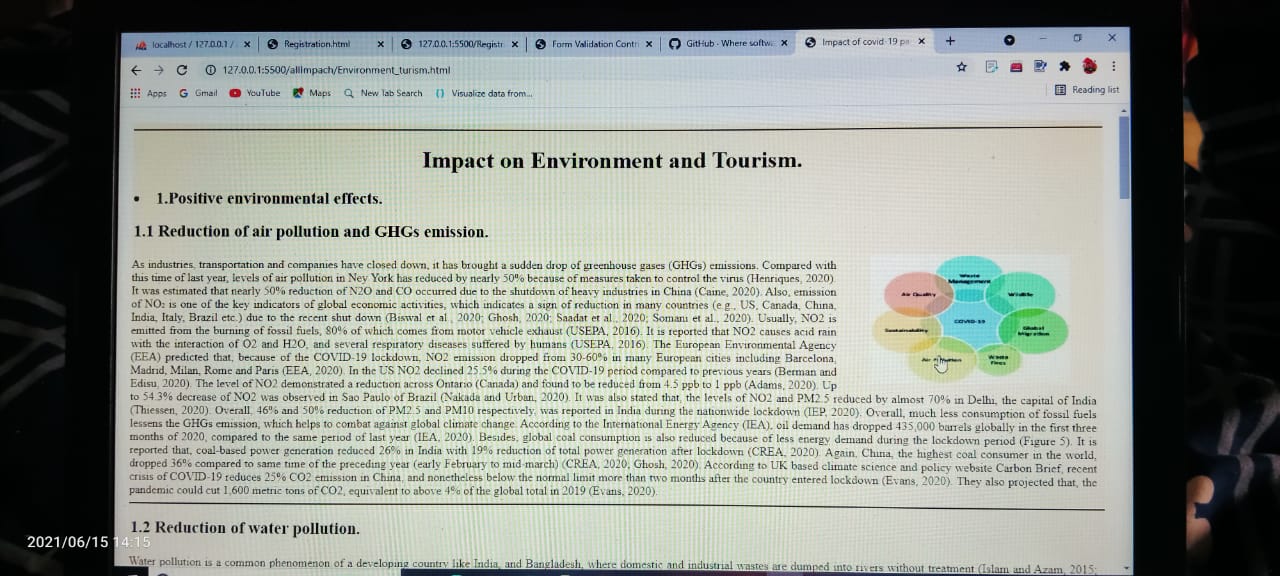 localhost / 127.0.0.1 /
Registration.html
127.0.0.1:5500/Registr
Form Validation Contr
GitHub · Where softw
Impact of covid-19 pa
127.0.0.1:5500/allImpach/Environment_turism.html
Apps
Gmail
YouTube
Maps
New Tab Search
Visualize data from...
Reading list
Impact on Environment and Tourism.
• 1.Positive environmental effects.
1.1 Reduction of air pollution and GHGs emission.
As industries, transportation and companies have closed down, it has brought a sudden drop of greenhouse gases (GHGs) emissions. Compared with
this time of last year, levels of air pollution in Ney York has reduced by nearly 50% because of measures taken to control the virus (Henriques, 2020).
It was estimated that nearly 50% reduction of N2O and CO occurred due to the shutdown of heavy industries in China (Caine, 2020). Also, emission
of NO₂ is one of the key indicators of global economic activities, which indicates a sign of reduction in many countries (e.g., US, Canada, China,
India, Italy, Brazil etc.) due to the recent shut down (Biswal et al., 2020; Ghosh, 2020; Saadat et al., 2020; Somani et al., 2020). Usually, NO2 is
emitted from the burning of fossil fuels, 80% of which comes from motor vehicle exhaust (USEPA, 2016). It is reported that NO2 causes acid rain
with the interaction of O2 and H2O, and several respiratory diseases suffered by humans (USEPA, 2016). The European Environmental Agency
(EEA) predicted that, because of the COVID-19 lockdown, NO2 emission dropped from 30-60% in many European cities including Barcelona,
Madrid, Milan, Rome and Paris (EEA, 2020). In the US NO2 declined 25.5% during the COVID-19 period compared to previous years (Berman and
Edisu, 2020). The level of NO2 demonstrated a reduction across Ontario (Canada) and found to be reduced from 4.5 ppb to 1 ppb (Adams, 2020). Up
to 54.3% decrease of NO2 was observed in Sao Paulo of Brazil (Nakada and Urban, 2020). It was also stated that, the levels of NO2 and PM2.5 reduced by almost 70% in Delhi, the capital of India
(Thiessen, 2020). Overall, 46% and 50% reduction of PM2.5 and PM10 respectively, was reported in India during the nationwide lockdown (IEP, 2020). Overall, much less consumption of fossil fuels
lessens the GHGs emission, which helps to combat against global climate change. According to the International Energy Agency (IEA), oil demand has dropped 435,000 barrels globally in the first three
months of 2020, compared to the same period of last year (IEA, 2020). Besides, global coal consumption is also reduced because of less energy demand during the lockdown period (Figure 5). It is
reported that, coal-based power generation reduced 26% in India with 19% reduction of total power generation after lockdown (CREA, 2020). Again, China, the highest coal consumer in the world,
dropped 36% compared to same time of the preceding year (early February to mid-march) (CREA, 2020; Ghosh, 2020). According to UK based climate science and policy website Carbon Brief, recent
crisis of COVID-19 reduces 25% CO2 emission in China, and nonetheless below the normal limit more than two months after the country entered lockdown (Evans, 2020). They also projected that, the
pandemic could cut 1,600 metric tons of CO2, equivalent to above 4% of the global total in 2019 (Evans, 2020).
Waste
Management
Air Quality
Wildlife
COVID-19
Sustainability
Global
Migration
Air
Waste
Fires
1.2 Reduction of water pollution.
Water pollution is a common phenomenon of a developing country like India, and Bangladesh, where domestic and industrial wastes are dumped into rivers without treatment (Islam and Azam, 2015;
2021/06/15 14:15